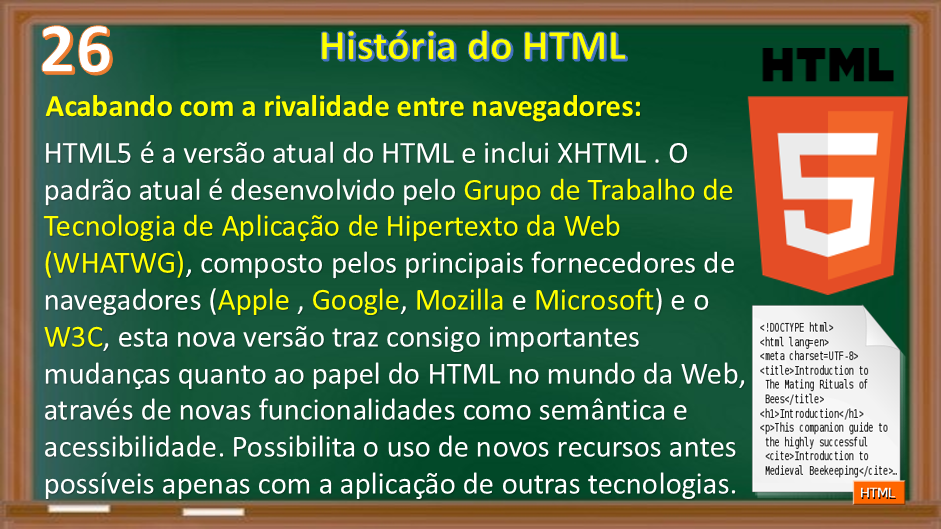 26
História do HTML
Acabando com a rivalidade entre navegadores:
HTML5 é a versão atual do HTML e inclui XHTML . O
padrão atual é desenvolvido pelo Grupo de Trabalho de
Tecnologia de Aplicação de Hipertexto da Web
(WHATWG), composto pelos principais fornecedores de
navegadores (Apple , Google, Mozilla e Microsoft) e o
W3C, esta nova versão traz consigo importantes
mudanças quanto ao papel do HTML no mundo da Web,
através de novas funcionalidades como semântica e
acessibilidade. Possibilita o uso de novos recursos antes
possíveis apenas com a aplicação de outras tecnologias.
HTML
5
<!DOCTYPE html>
<html lang=en>
<meta charset=UTF-8>
<title>Introduction to
The Mating Rituals of
Bees</title>
<h1>Introduction</h1>
<p>This companion guide to
the highly successful
<cite>Introduction to
Medieval Beekeeping</cite>…
HTML